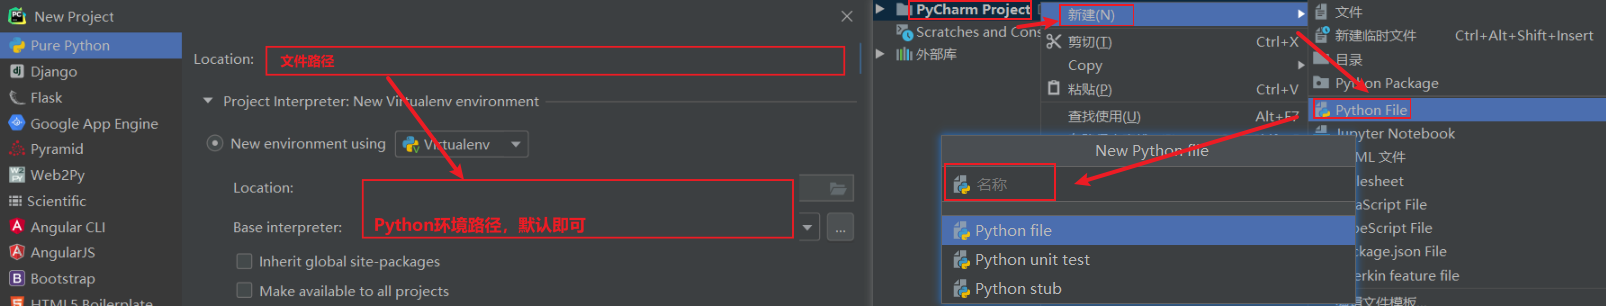 New Project
Pure Python
Django
Flask
Google App Engine
Pyramid
Web2Py
Scientific
Angular CLI
AngularJS
Bootstrap
HTML5 Boilerplate
Location:
文件路径
Project Interpreter: New Virtualenv environment
New environment using
Virtualenv
Location:
Base interpreter:
Python环境路径，默认即可
...
Inherit global site-packages
Make available to all projects
PyCharm Project
Scratches and Cons
外部库
新建(N)
剪切(T) Ctrl+X
Copy
粘贴(P) Ctrl+V
查找使用(U) Alt+F7
文件
新建临时文件 Ctrl+Alt+Shift+Insert
目录
Python Package
Python File
Jupyter Notebook
ML 文件
lesheet
aScript File
eScript File
ckage.json File
erkin feature file
文件模板
New Python file
名称
Python file
Python unit test
Python stub